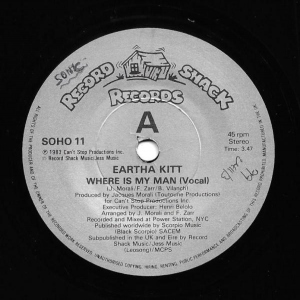 RECORD SHACK
RECORDS
A
SOHO 11
45 rpm
Stereo
Time: 3.47
℗ 1983 Can't Stop Productions Inc.
© Record Shack Music/Jess Music
EARTHA KITT
WHERE IS MY MAN (Vocal)
(J. Morali - F. Zarr - B. Vilanch)
Produced by Jacques Morali (Toutoune Productions)
for Can't Stop Productions Inc.
Executive Producer: Henri Belolo
Arranged by: J. Morali and F. Zarr
Recorded and Mixed at Power Station, NYC
Published worldwide by Scorpio Music
(Black Scorpio) SACEM
Subpublished in the UK and Eire by Record
Shack Music/Jess Music
(Leosong)/MCPS